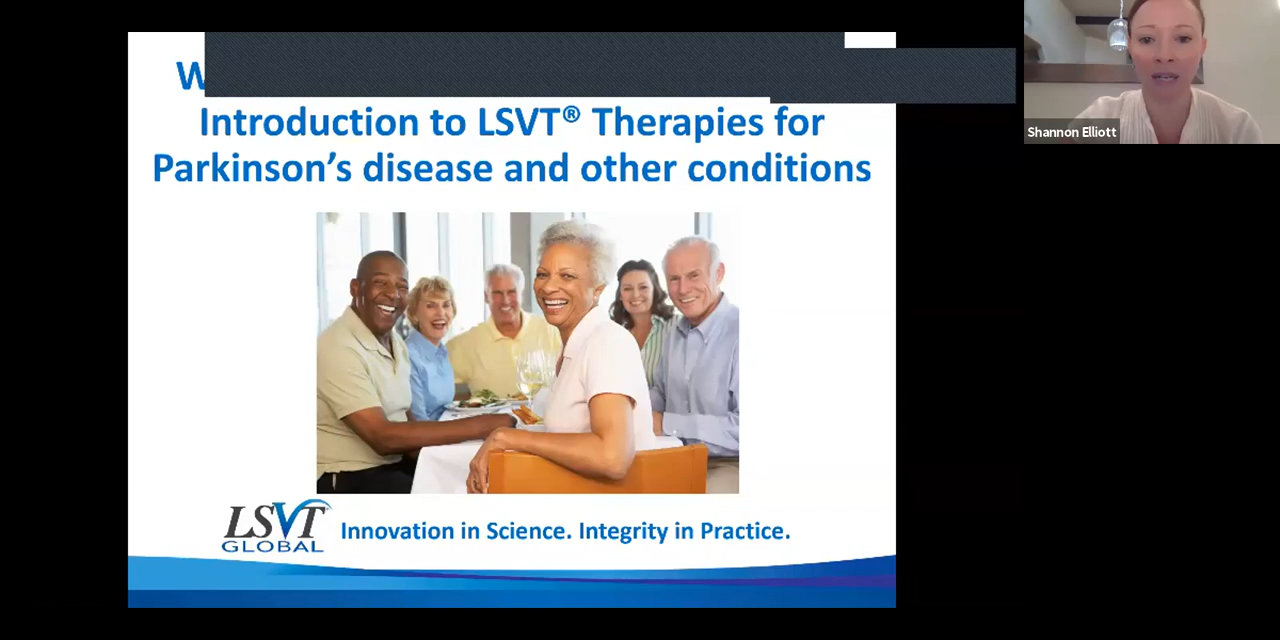 W
Introduction to LSVT® Therapies for
Parkinson's disease and other conditions
Shannon Elliott
LSVT
GLOBAL
Innovation in Science. Integrity in Practice.